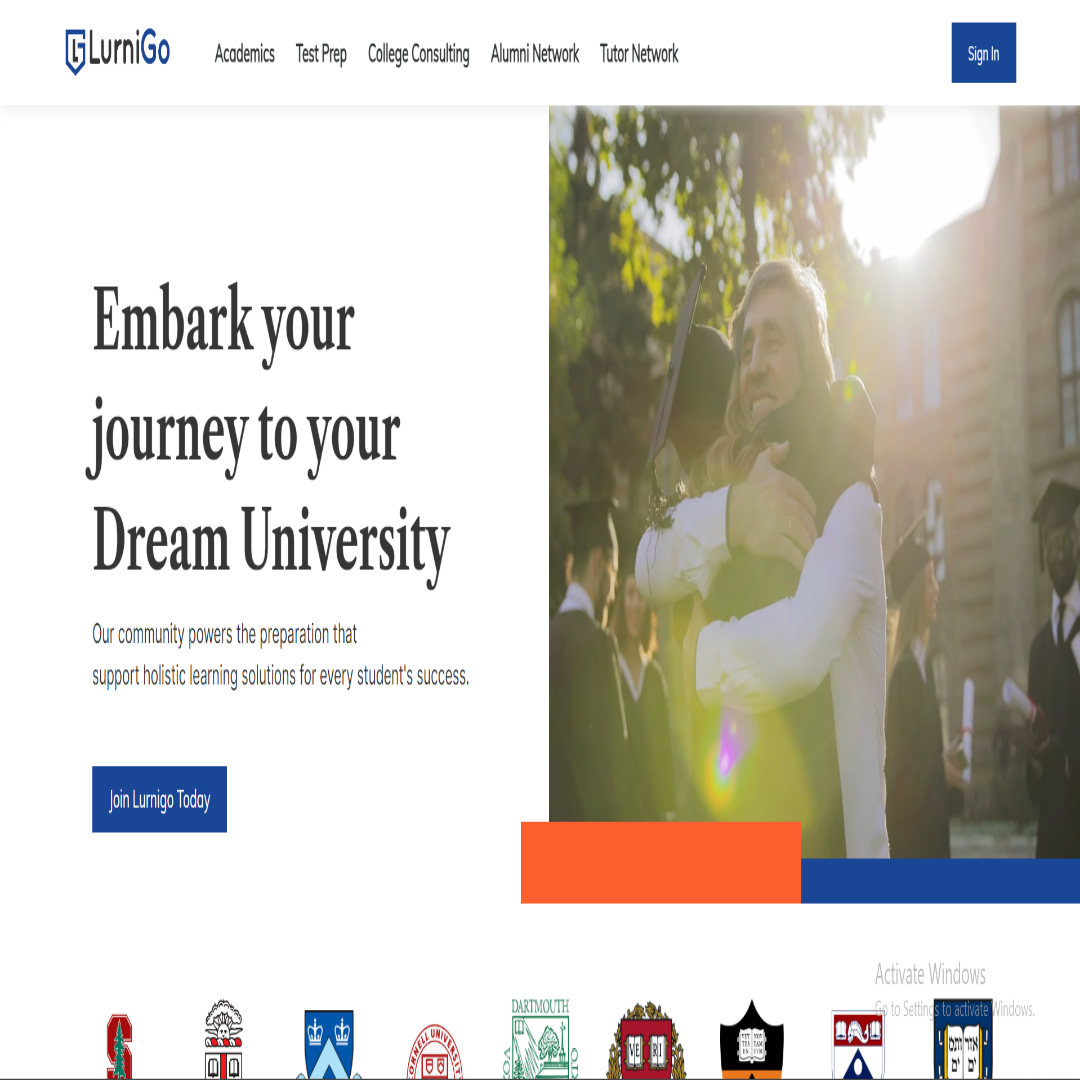 LurniGo
Academics Test Prep College Consulting Alumni Network Tutor Network
Sign In
Embark your
journey to your
Dream University
Our community powers the preparation that
support holistic learning solutions for every student's success.
Join Lurnigo Today
Activate Windows
Go to Settings to activate Windows.
DARTMOUTH
VE RI